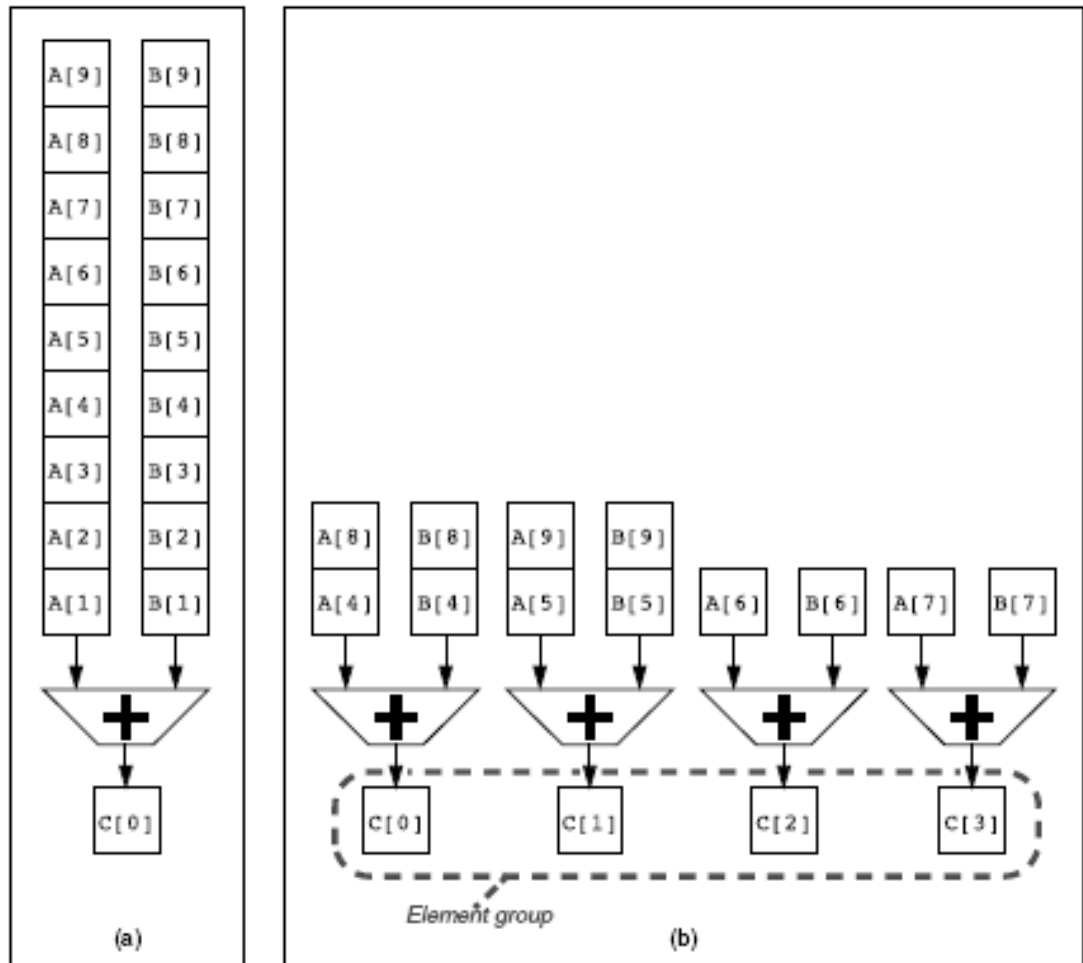 A[9] B[9]
A[8] B[8]
A[7] B[7]
A[6] B[6]
A[5] B[5]
A[4] B[4]
A[3] B[3]
A[2] B[2]
A[1] B[1]
+
C[0]
(a)
A[8] B[8] A[9] B[9]
A[4] B[4] A[5] B[5] A[6] B[6] A[7] B[7]
+ + + +
C[0] C[1] C[2] C[3]
Element group
(b)